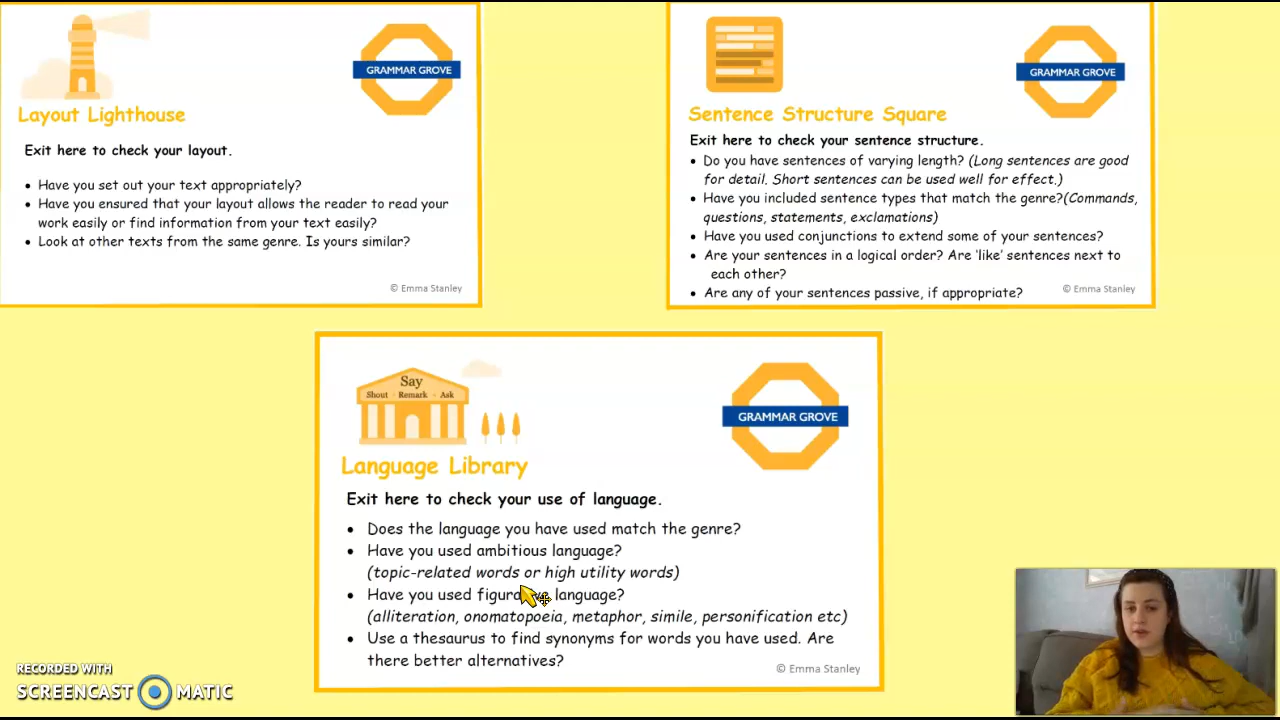 GRAMMAR GROVE
Layout Lighthouse
Exit here to check your layout.
• Have you set out your text appropriately?
• Have you ensured that your layout allows the reader to read your
work easily or find information from your text easily?
• Look at other texts from the same genre. Is yours similar?
© Emma Stanley
GRAMMAR GROVE
Sentence Structure Square
Exit here to check your sentence structure.
• Do you have sentences of varying length? (Long sentences are good
for detail. Short sentences can be used well for effect.)
• Have you included sentence types that match the genre?(Commands,
questions, statements, exclamations)
• Have you used conjunctions to extend some of your sentences?
• Are your sentences in a logical order? Are ‘like’ sentences next to
each other?
• Are any of your sentences passive, if appropriate?
© Emma Stanley
Say
Shout Remark Ask
GRAMMAR GROVE
Language Library
Exit here to check your use of language.
• Does the language you have used match the genre?
• Have you used ambitious language?
(topic-related words or high utility words)
• Have you used figurative language?
(alliteration, onomatopoeia, metaphor, simile, personification etc)
• Use a thesaurus to find synonyms for words you have used. Are
there better alternatives?
© Emma Stanley
RECORDED WITH
SCREENCAST MATIC